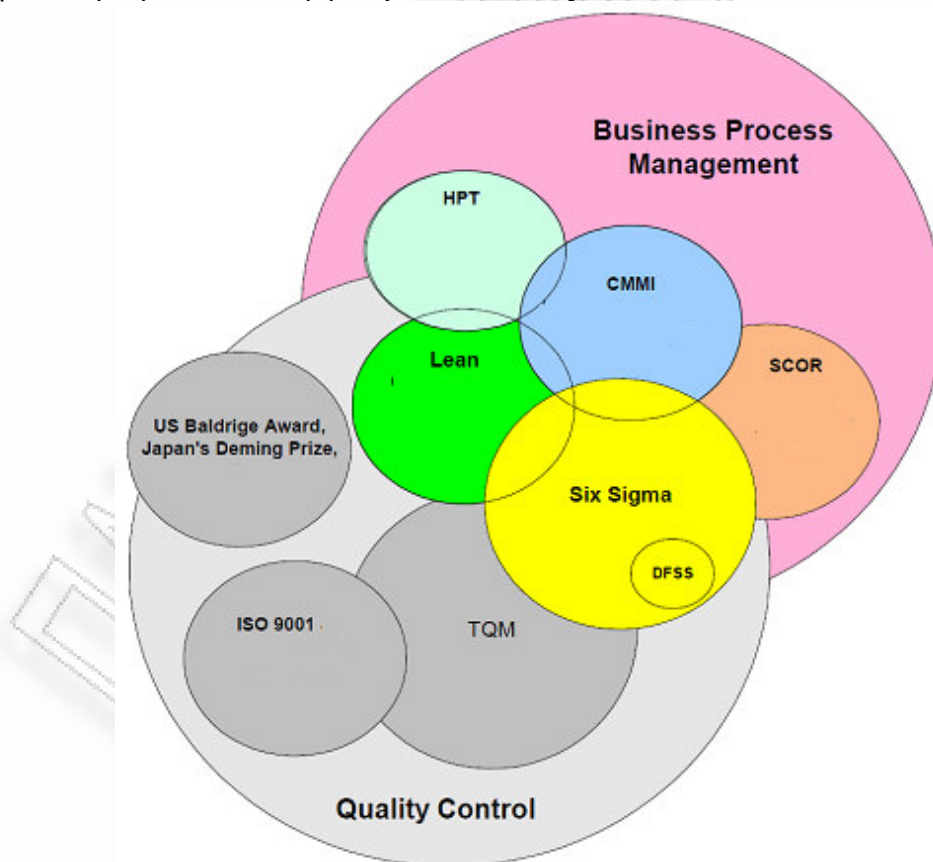 Business Process
Management
HPT
CMMI
Lean
SCOR
US Baldrige Award,
Japan's Deming Prize,
Six Sigma
DFSS
ISO 9001
TQM
Quality Control